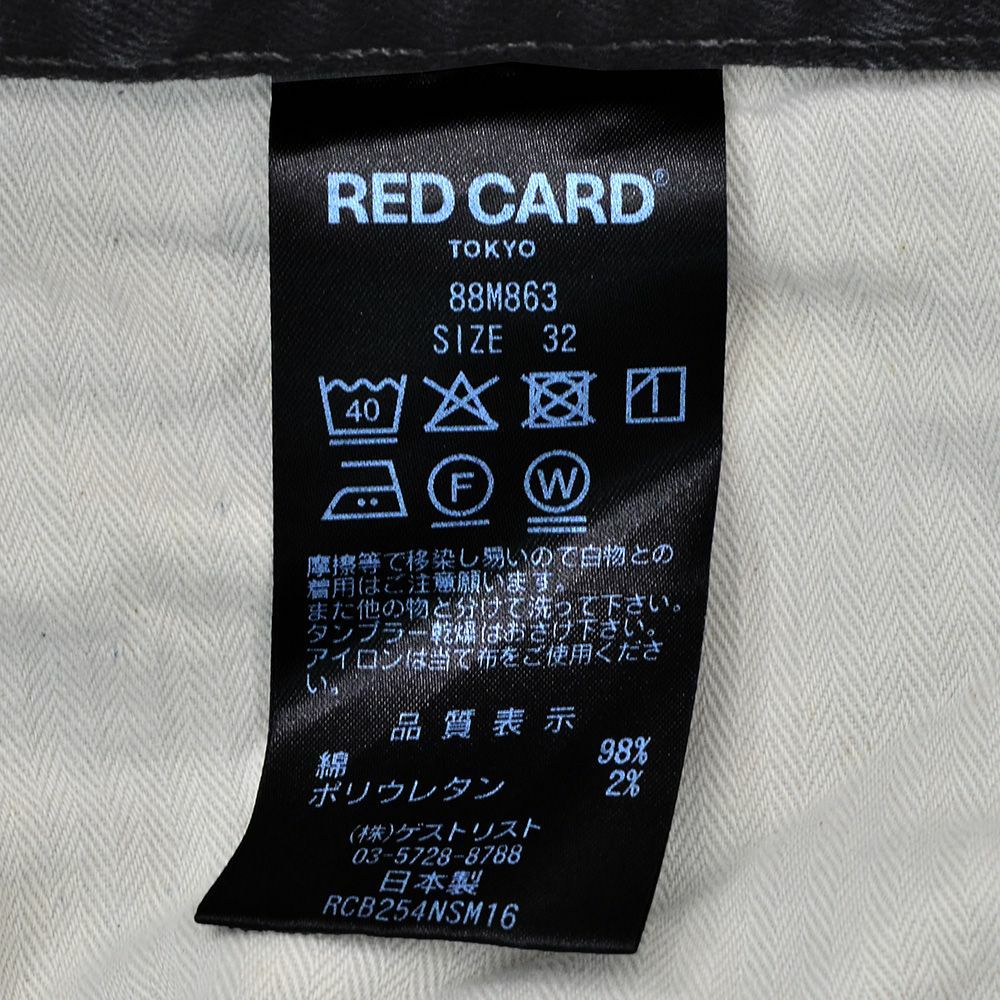 RED CARD®
TOKYO
88M863
SIZE 32
40
F W
摩擦等で移染し易いので白物との
着用はご注意願います。
また他の物と分けて洗って下さい。
タンブラー乾燥はおさけ下さい。
アイロンは当て布をご使用くださ
い。
品質表示
綿 98%
ポリウレタン 2%
(株)ゲストリスト
03-5728-8788
日本製
RCB254NSM16